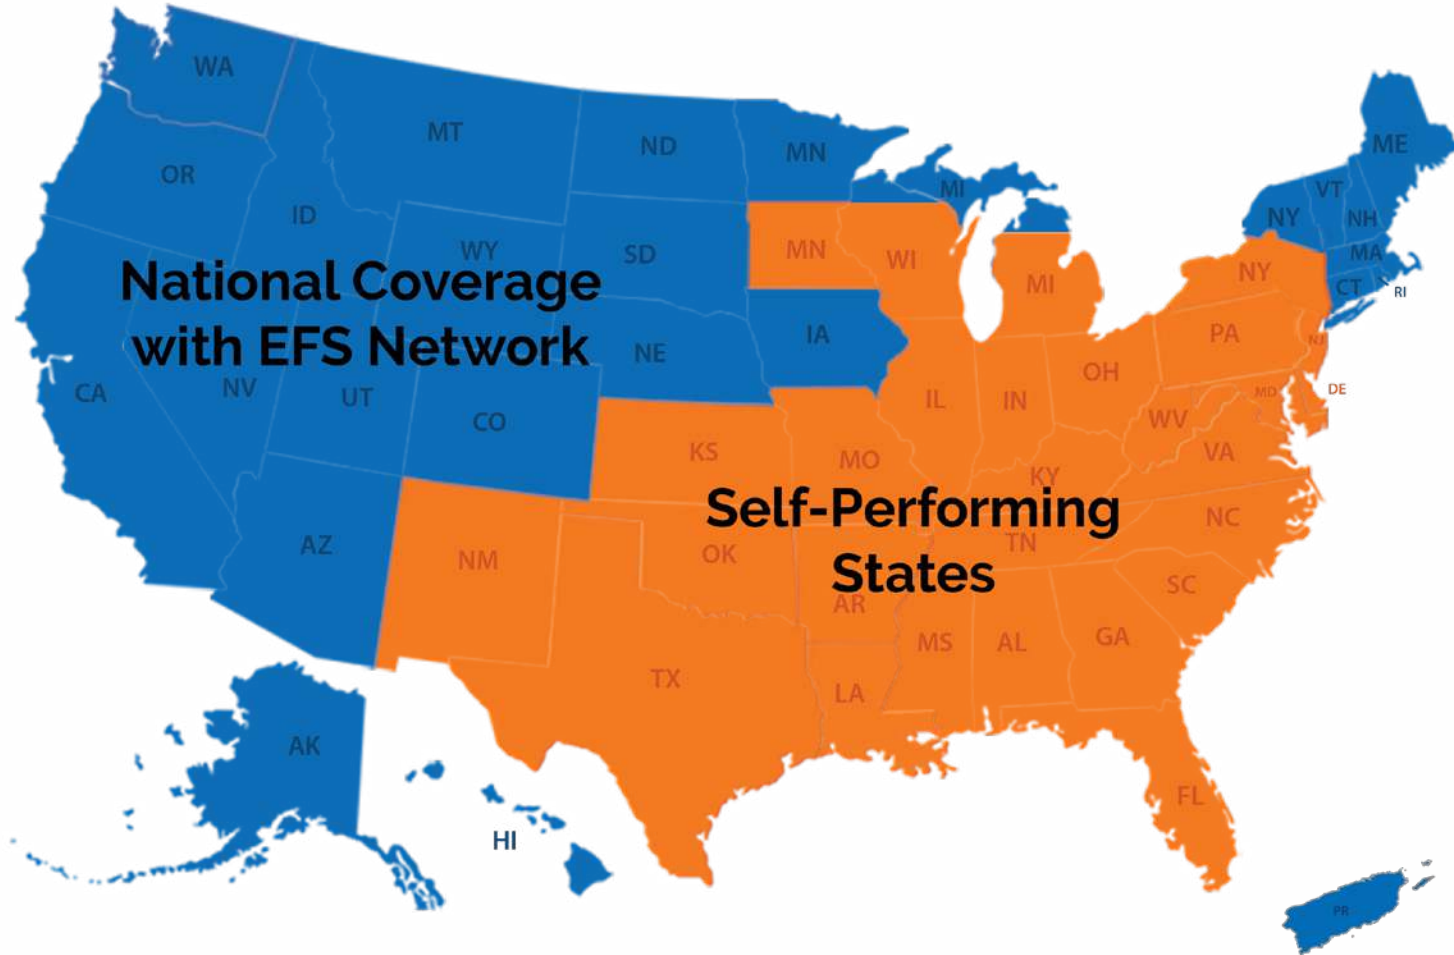 WA
MT
ND
MN
ME
OR
MI
VT
ID
NY
NH
WY
SD
MN
WI
MA
National Coverage
with EFS Network
NY
MI
CT
RI
IA
PA
NJ
NE
OH
CA
NV
UT
IL
IN
MD
DE
CO
WV
KS
MO
VA
KY
Self-Performing
States
NC
AZ
NM
OK
TN
AR
SC
MS
AL
GA
TX
LA
AK
FL
HI
PR